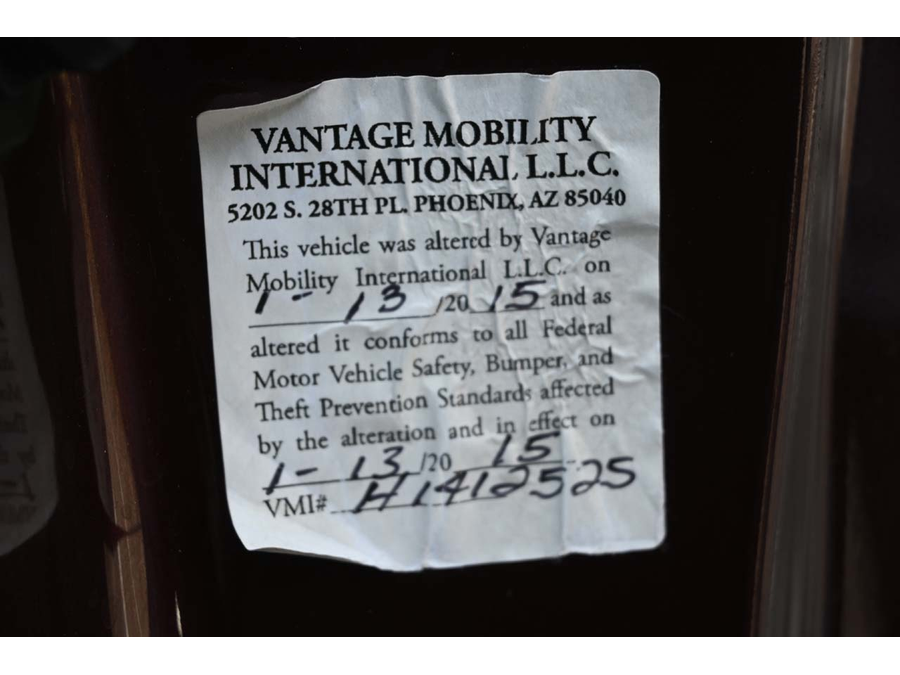 VANTAGE MOBILITY
INTERNATIONAL L.L.C.
5202 S. 28TH PL. PHOENIX, AZ 85040
This vehicle was altered by Vantage
Mobility International L.L.C. on
1- 13 /20 15 and as
altered it conforms to all Federal
Motor Vehicle Safety, Bumper, and
Theft Prevention Standards affected
by the alteration and in effect on
1- 13 /20 15
VMI# H1412525